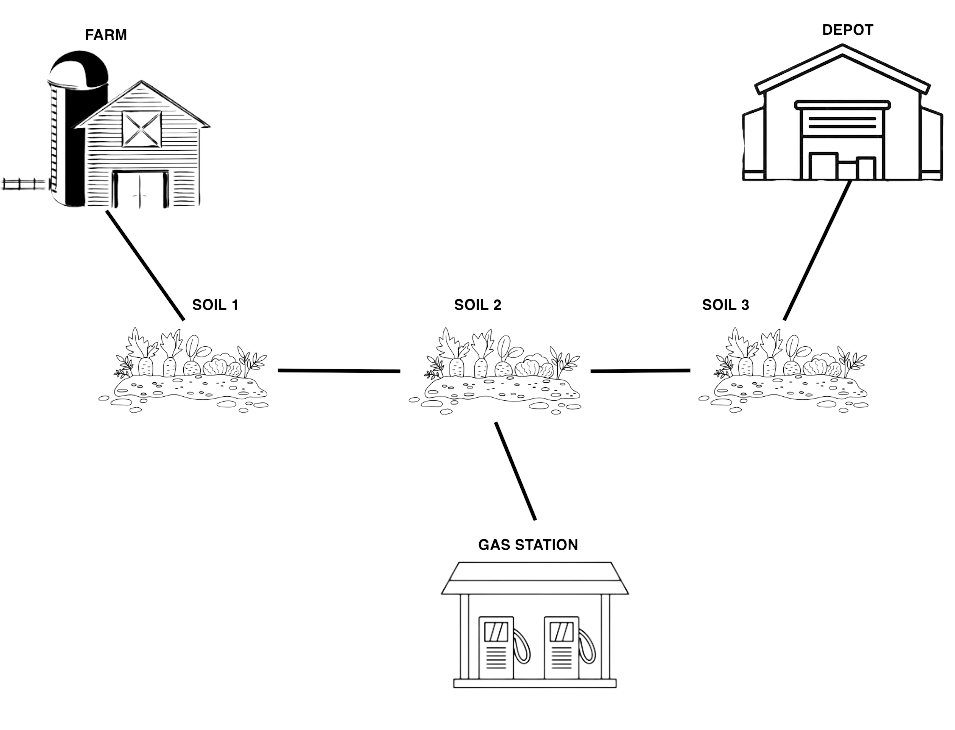 FARM
DEPOT
SOIL 1
SOIL 2
SOIL 3
GAS STATION